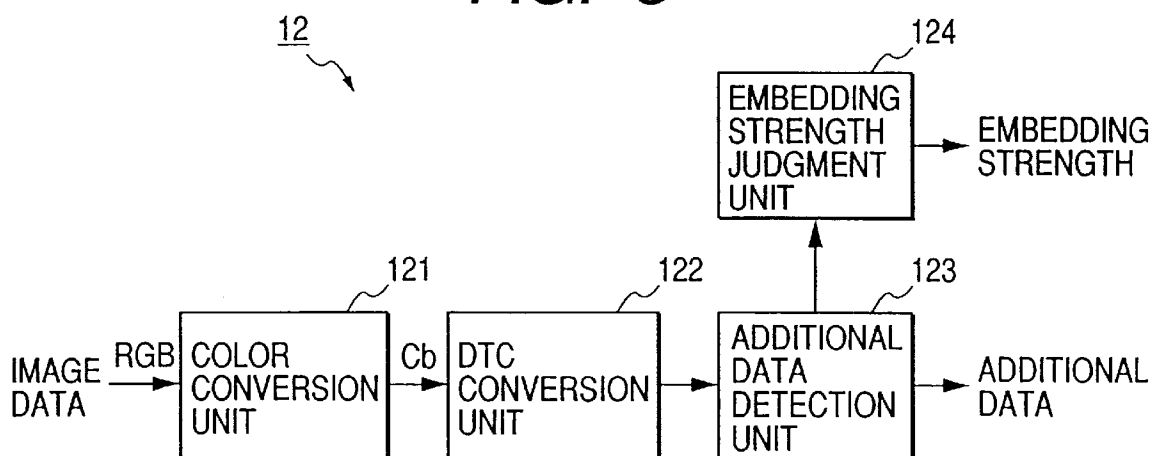 12
124
EMBEDDING
STRENGTH
JUDGMENT
UNIT
EMBEDDING
STRENGTH
121
122
123
IMAGE
DATA
RGB
COLOR
CONVERSION
UNIT
Cb
DTC
CONVERSION
UNIT
ADDITIONAL
DATA
DETECTION
UNIT
ADDITIONAL
DATA